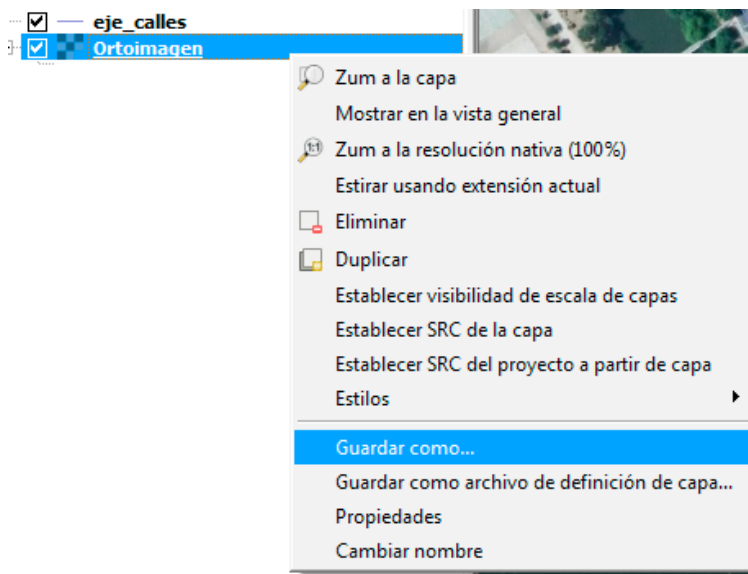 eje_calles
Ortoimagen
Zum a la capa
Mostrar en la vista general
1:1
Zum a la resolución nativa (100%)
Estirar usando extensión actual
Eliminar
Duplicar
Establecer visibilidad de escala de capas
Establecer SRC de la capa
Establecer SRC del proyecto a partir de capa
Estilos
Guardar como...
Guardar como archivo de definición de capa...
Propiedades
Cambiar nombre